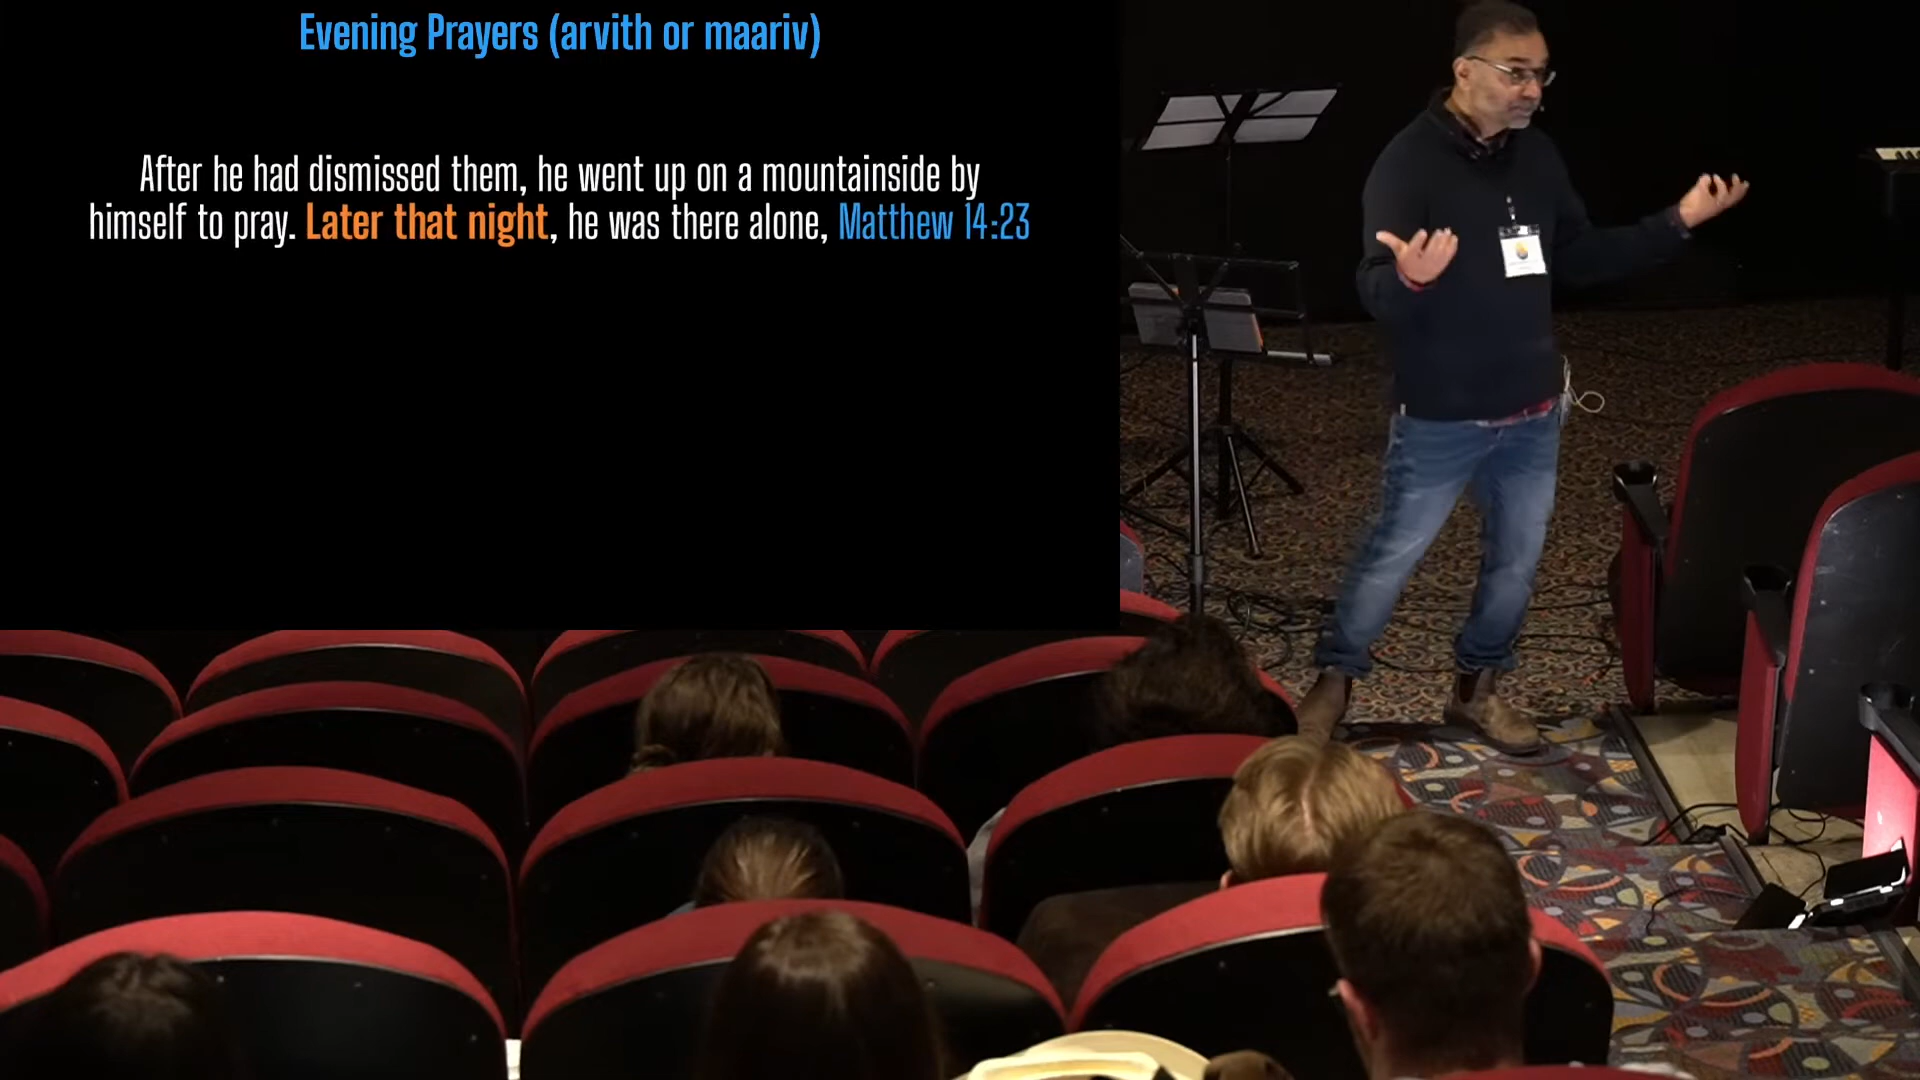 Evening Prayers (arvith or maariv)
After he had dismissed them, he went up on a mountainside by
himself to pray. Later that night, he was there alone, Matthew 14:23